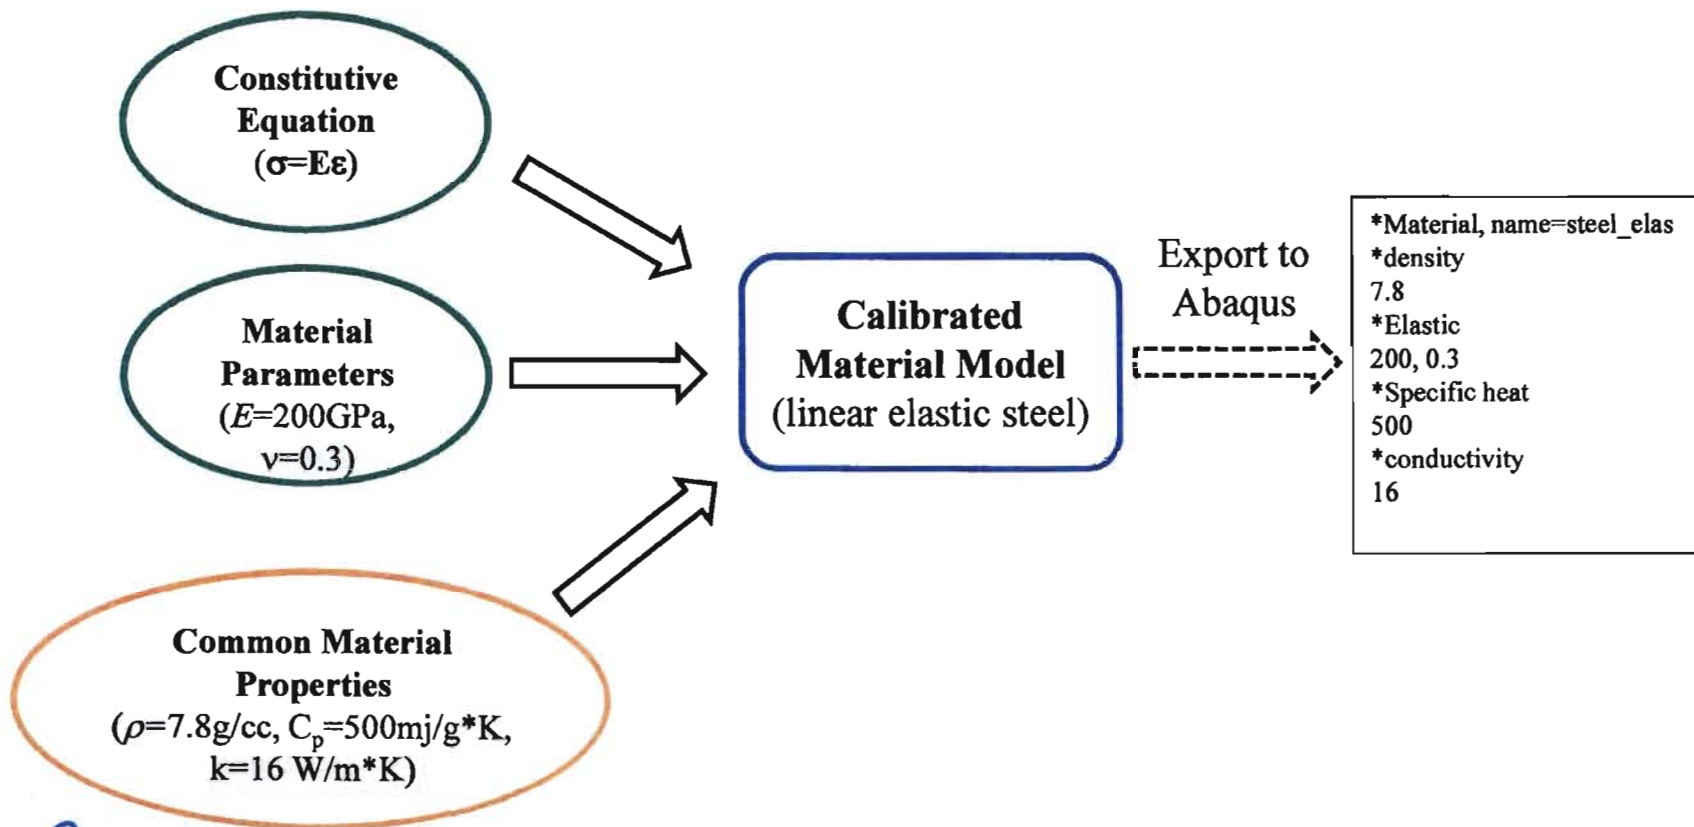 Constitutive
Equation
(σ=Eε)
Material
Parameters
(E=200GPa,
ν=0.3)
Common Material
Properties
(ρ=7.8g/cc, Cp=500mj/g*K,
k=16 W/m*K)
Calibrated
Material Model
(linear elastic steel)
Export to
Abaqus
*Material, name=steel_elas
*density
7.8
*Elastic
200, 0.3
*Specific heat
500
*conductivity
16